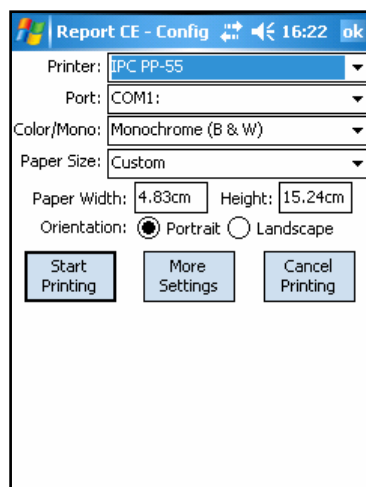 Report CE - Config 16:22 ok
Printer: IPC PP-55
Port: COM1:
Color/Mono: Monochrome (B & W)
Paper Size: Custom
Paper Width: 4.83cm Height: 15.24cm
Orientation: Portrait Landscape
Start Printing
More Settings
Cancel Printing